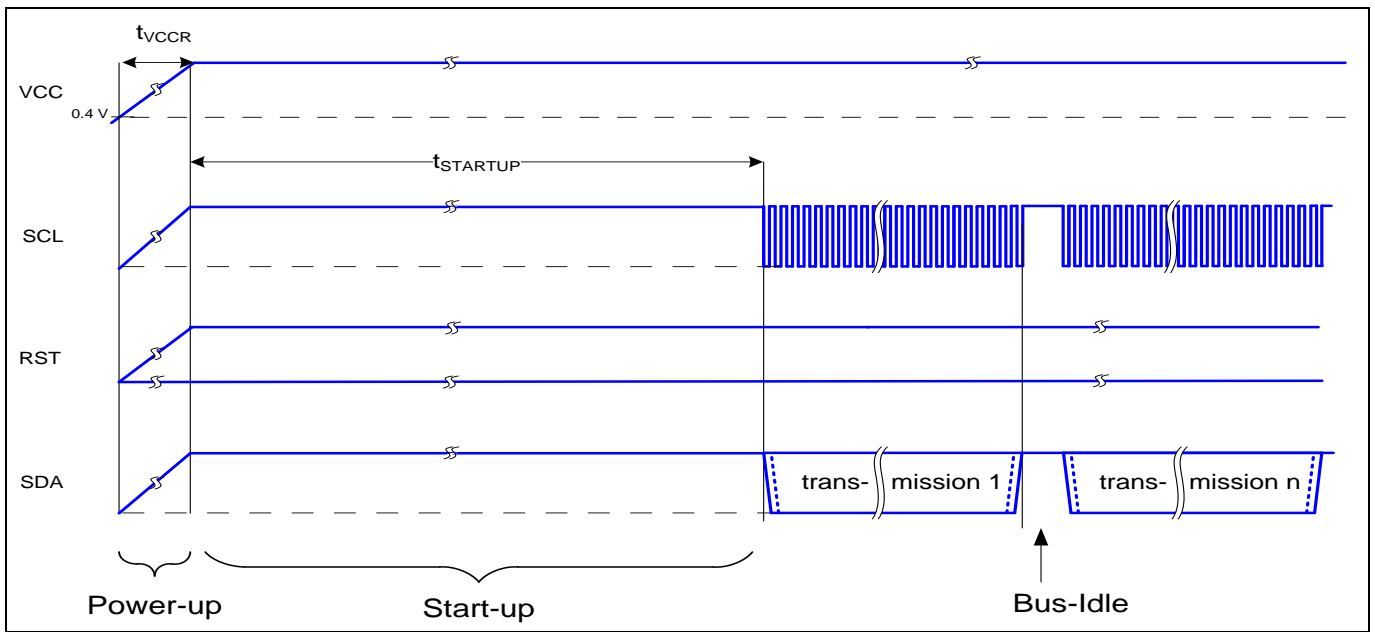 tVCCR
VCC
0.4 V
tSTARTUP
SCL
RST
SDA
trans- mission 1
trans- mission n
Power-up
Start-up
Bus-Idle